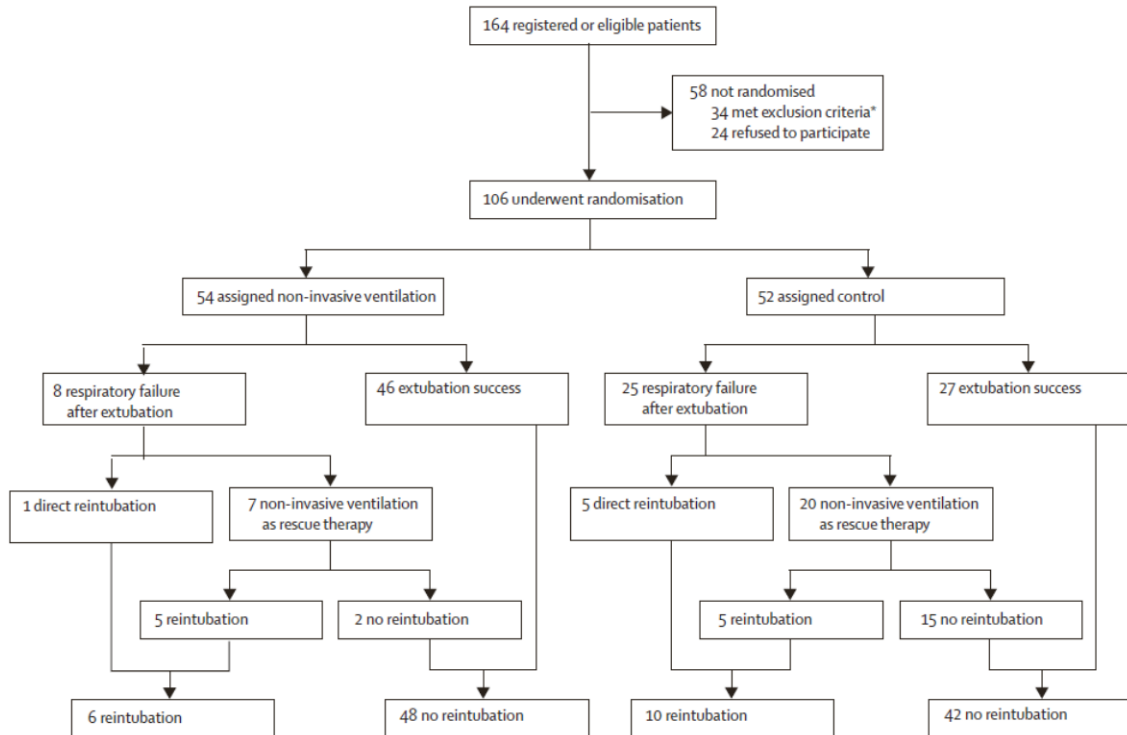 164 registered or eligible patients
58 not randomised
34 met exclusion criteria*
24 refused to participate
106 underwent randomisation
54 assigned non-invasive ventilation
52 assigned control
8 respiratory failure
after extubation
46 extubation success
25 respiratory failure
after extubation
27 extubation success
1 direct reintubation
7 non-invasive ventilation
as rescue therapy
5 direct reintubation
20 non-invasive ventilation
as rescue therapy
5 reintubation
2 no reintubation
5 reintubation
15 no reintubation
6 reintubation
48 no reintubation
10 reintubation
42 no reintubation